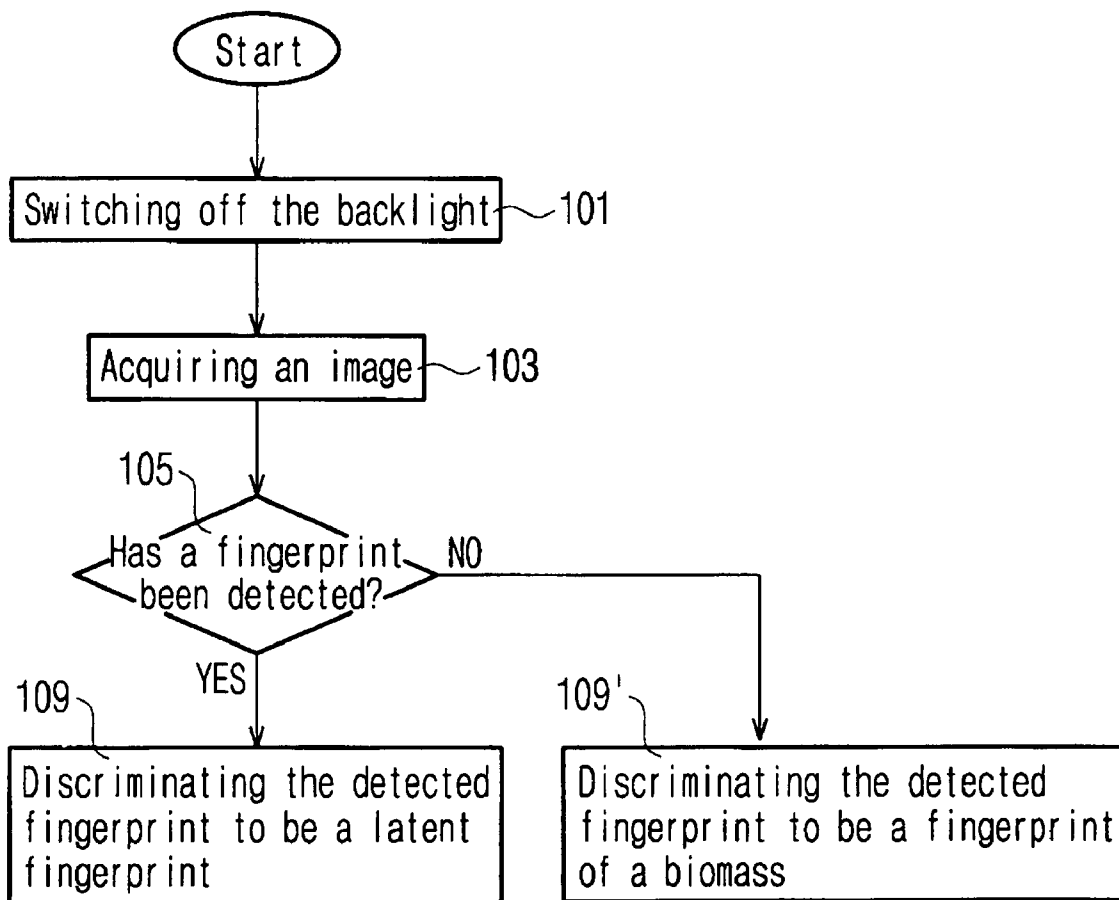 Start
Switching off the backlight
101
Acquiring an image
103
105
Has a fingerprint
been detected?
NO
YES
109
Discriminating the detected
fingerprint to be a latent
fingerprint
109'
Discriminating the detected
fingerprint to be a fingerprint
of a biomass